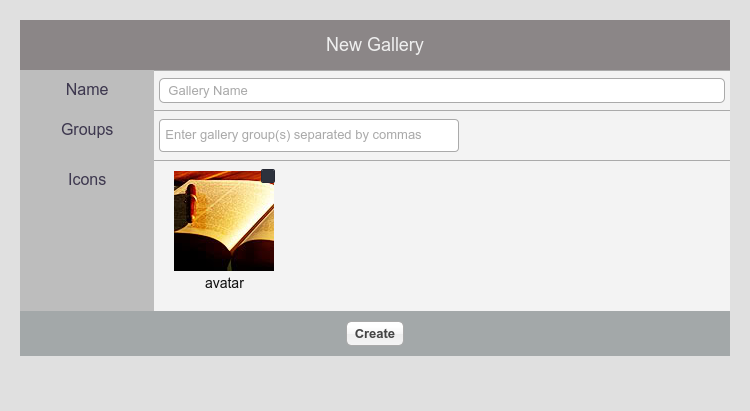 New Gallery
Name
Gallery Name
Groups
Enter gallery group(s) separated by commas
Icons
avatar
Create